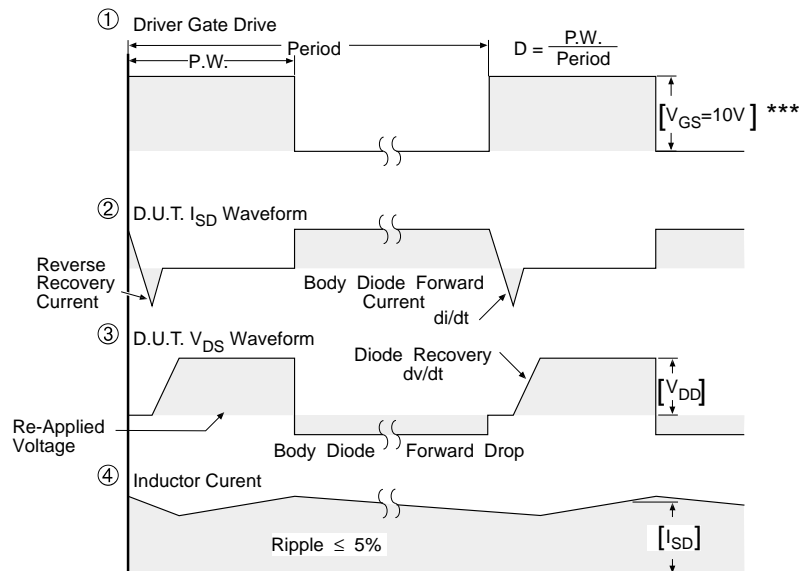 ① Driver Gate Drive
P.W.
Period
D = P.W.
Period
[VGS=10V] ***
② D.U.T. ISD Waveform
Reverse
Recovery
Current
Body Diode Forward
Current
di/dt
③ D.U.T. VDS Waveform
Diode Recovery
dv/dt
[VDD]
Re-Applied
Voltage
Body Diode Forward Drop
④ Inductor Curent
Ripple ≤ 5%
[ISD]